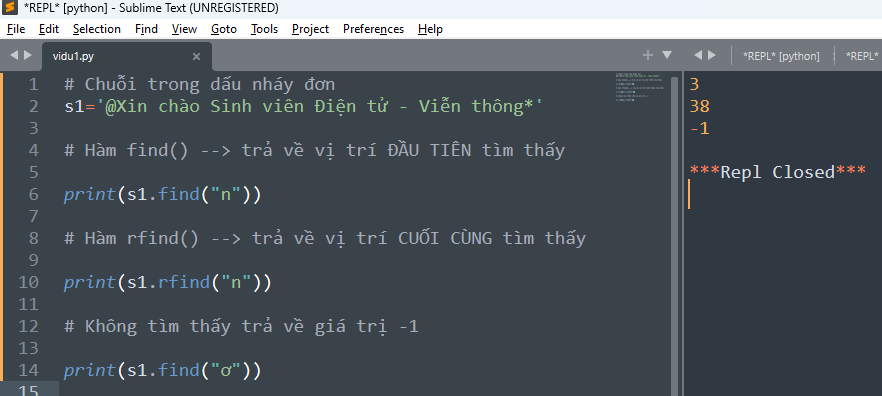 *REPL* [python] - Sublime Text (UNREGISTERED)
File Edit Selection Find View Goto Tools Project Preferences Help
vidu1.py × + ▼ *REPL* [python] *REPL*
1 # Chuỗi trong dấu nháy đơn
2 s1='@Xin chào Sinh viên Điện tử - Viễn thông*'
3
4 # Hàm find() --> trả về vị trí ĐẦU TIÊN tìm thấy
5
6 print(s1.find("n"))
7
8 # Hàm rfind() --> trả về vị trí CUỐI CÙNG tìm thấy
9
10 print(s1.rfind("n"))
11
12 # Không tìm thấy trả về giá trị -1
13
14 print(s1.find("ơ"))
15
3
38
-1
***Repl Closed***